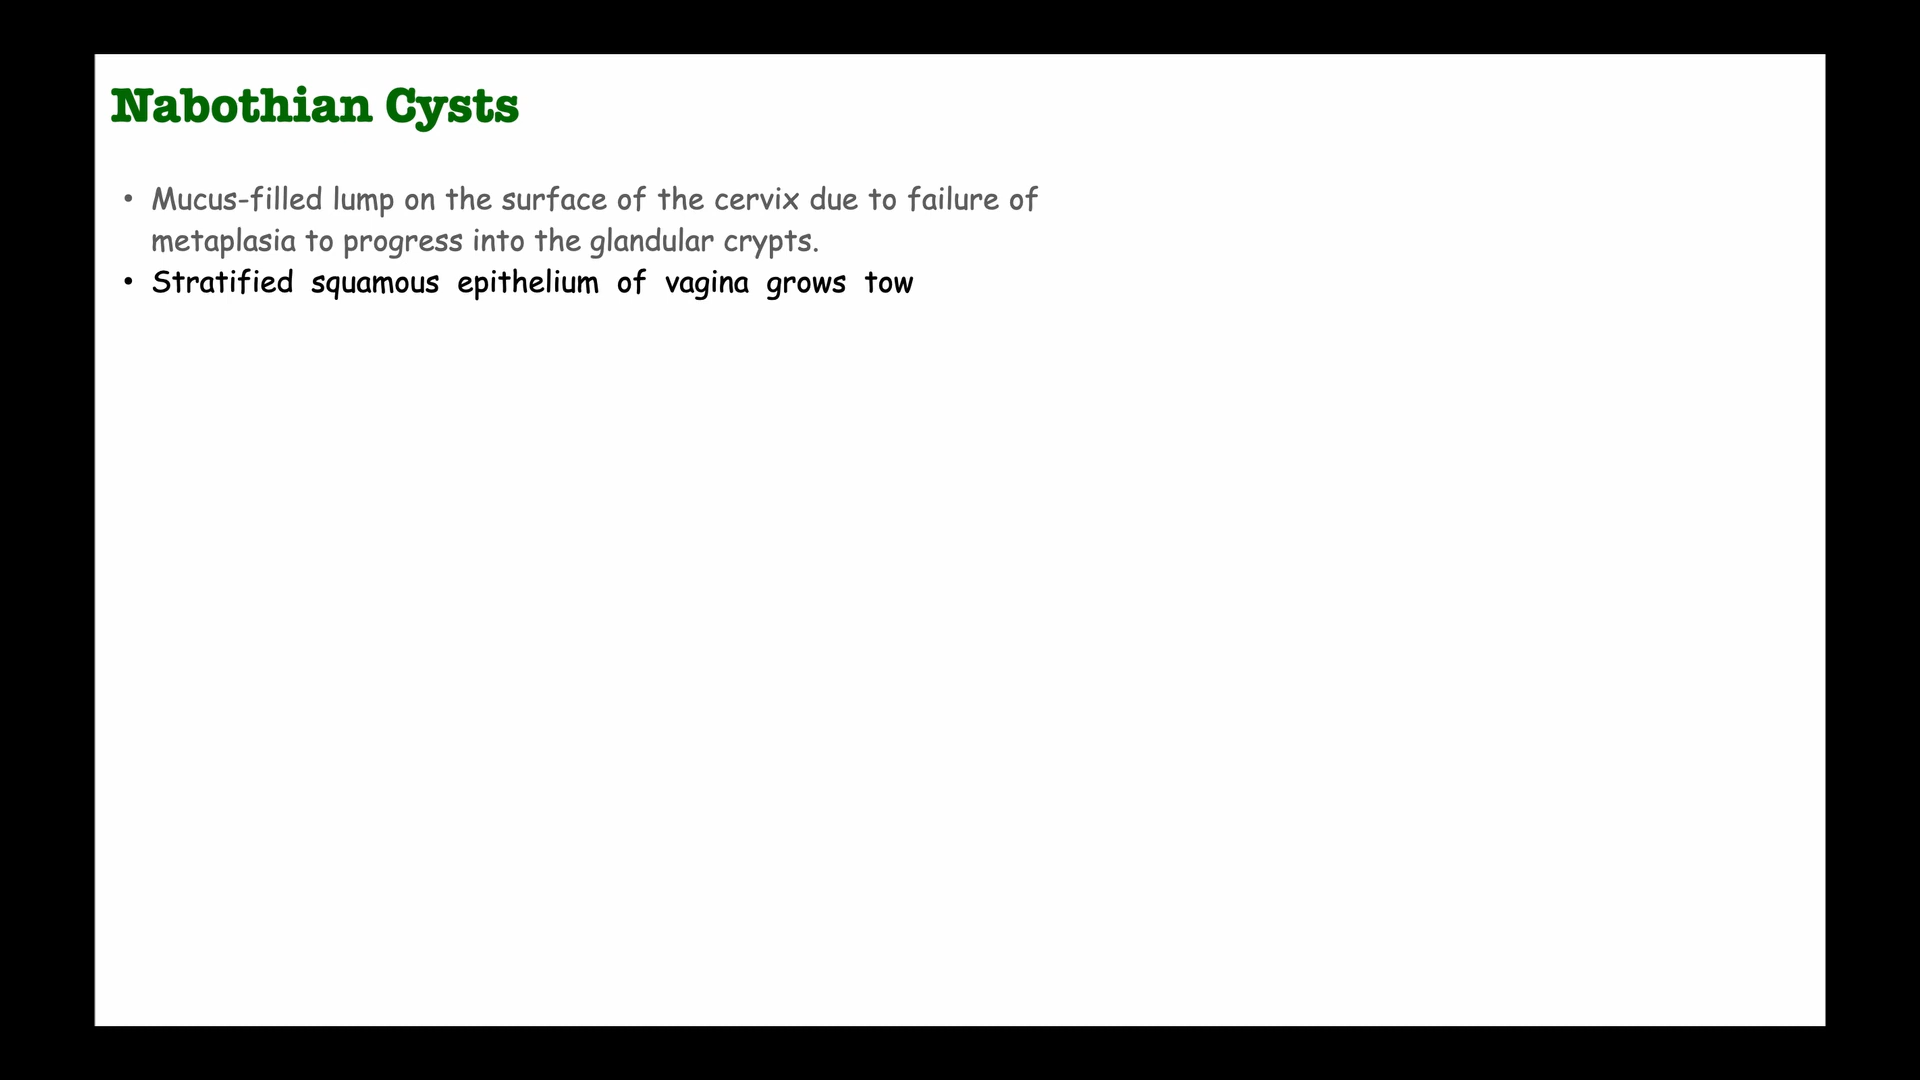 Nabothian Cysts
• Mucus-filled lump on the surface of the cervix due to failure of
metaplasia to progress into the glandular crypts.
• Stratified squamous epithelium of vagina grows tow